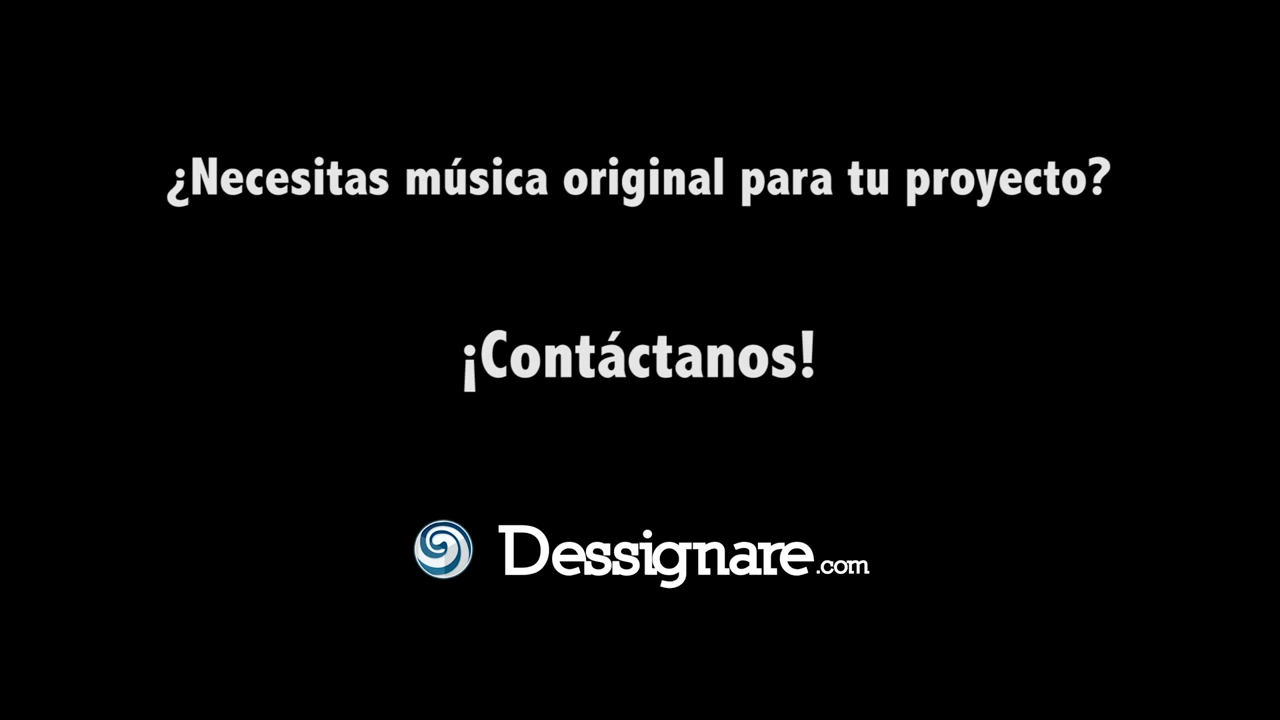 ¿Necesitas música original para tu proyecto?
¡Contáctanos!
Dessignare.com